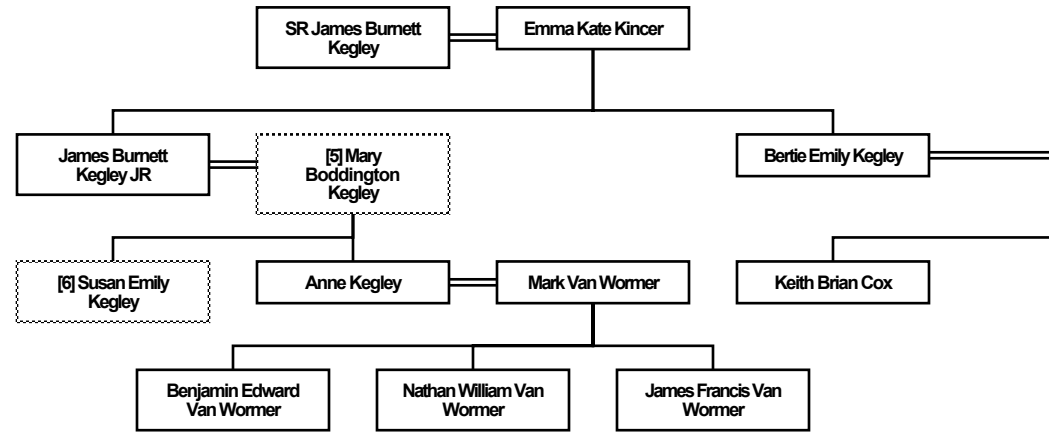 SR James Burnett
Kegley
Emma Kate Kincer
James Burnett
Kegley JR
[5] Mary
Boddington
Kegley
Bertie Emily Kegley
[6] Susan Emily
Kegley
Anne Kegley
Mark Van Wormer
Keith Brian Cox
Benjamin Edward
Van Wormer
Nathan William Van
Wormer
James Francis Van
Wormer